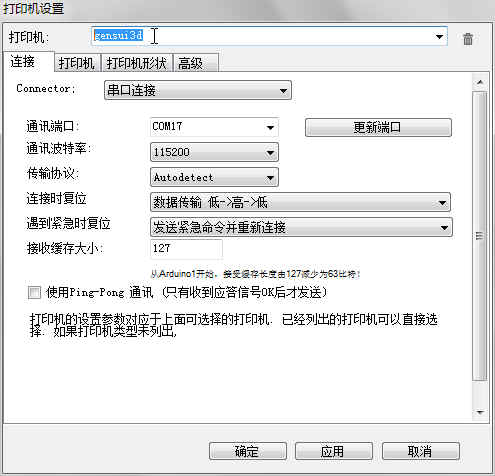 打印机设置
打印机:
gensui3d
连接 打印机 打印机形状 高级
Connector: 串口连接
通讯端口: COM17 更新端口
通讯波特率: 115200
传输协议: Autodetect
连接时复位 数据传输 低->高->低
遇到紧急时复位 发送紧急命令并重新连接
接收缓存大小: 127
从Arduino1开始，接受缓存长度由127减少为63比特！
使用Ping-Pong 通讯 (只有收到应答信号OK后才发送)
打印机的设置参数对应于上面可选择的打印机. 已经列出的打印机可以直接选
择. 如果打印机类型未列出,
确定 应用 取消